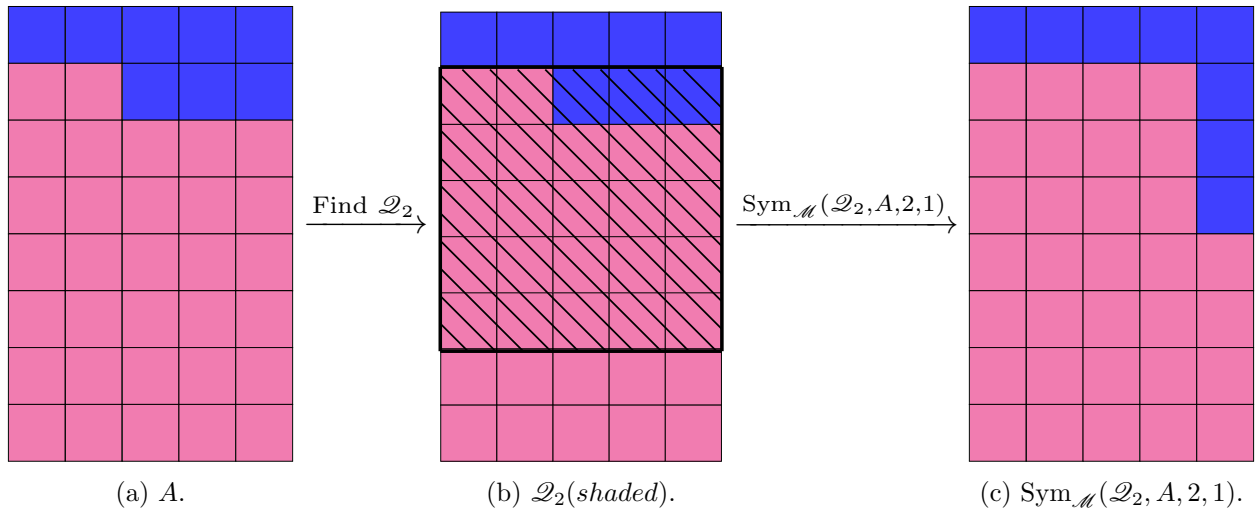 Find 𝒬₂
Sym_ℳ(𝒬₂,A,2,1)
(a) A.
(b) 𝒬₂(shaded).
(c) Sym_ℳ(𝒬₂, A, 2, 1).